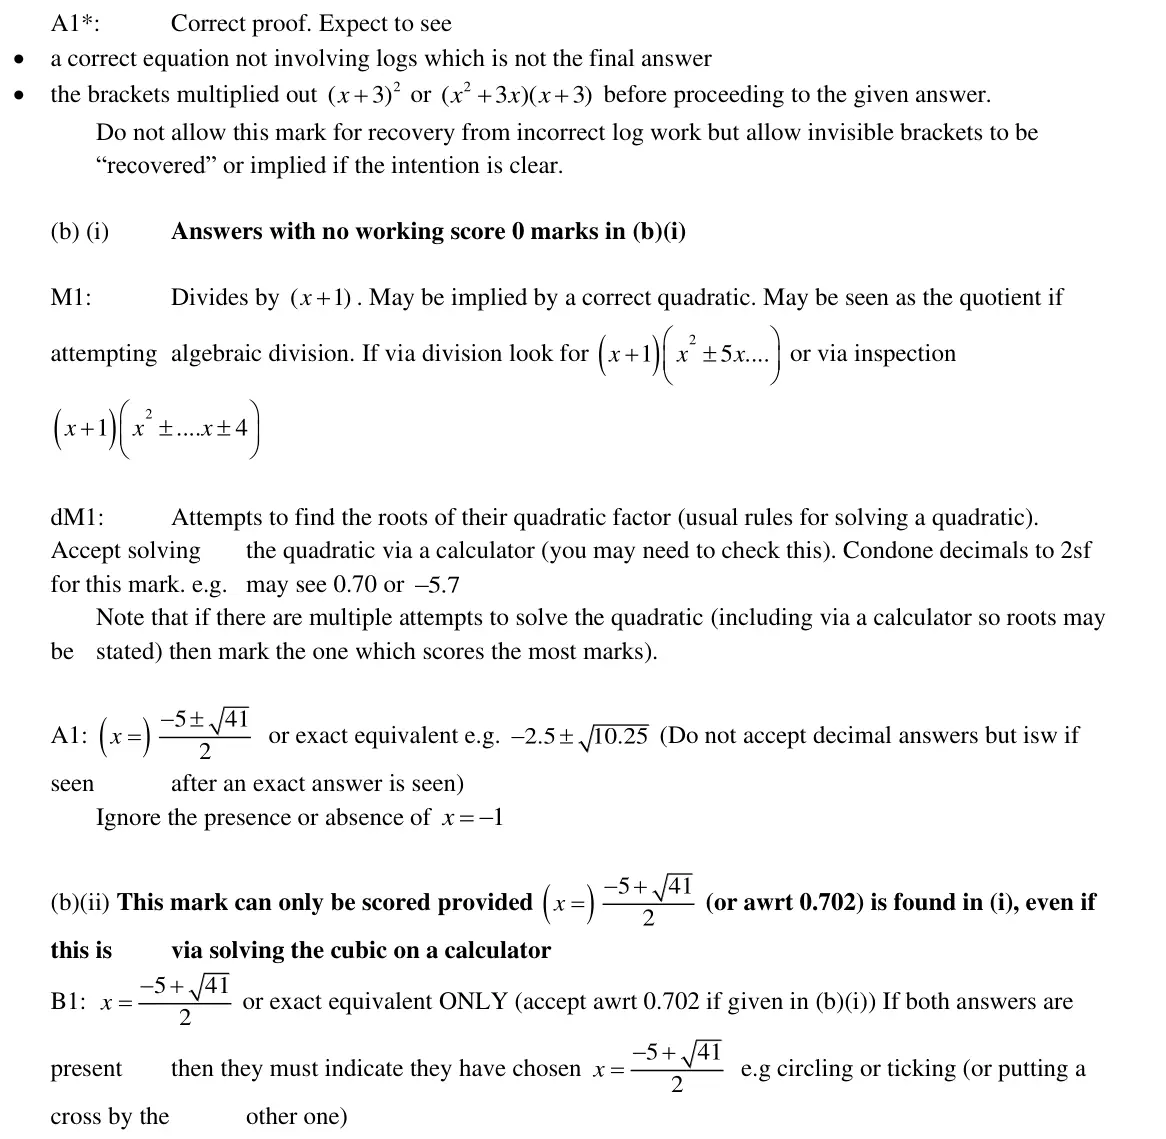 A1*: Correct proof. Expect to see
• a correct equation not involving logs which is not the final answer
• the brackets multiplied out (x+3)² or (x²+3x)(x+3) before proceeding to the given answer.
Do not allow this mark for recovery from incorrect log work but allow invisible brackets to be
“recovered” or implied if the intention is clear.
(b) (i) Answers with no working score 0 marks in (b)(i)
M1: Divides by (x+1). May be implied by a correct quadratic. May be seen as the quotient if
attempting algebraic division. If via division look for (x+1)(x² ±5x....) or via inspection
(x+1)(x² ±....x±4)
dM1: Attempts to find the roots of their quadratic factor (usual rules for solving a quadratic).
Accept solving the quadratic via a calculator (you may need to check this). Condone decimals to 2sf
for this mark. e.g. may see 0.70 or −5.7
Note that if there are multiple attempts to solve the quadratic (including via a calculator so roots may
be stated) then mark the one which scores the most marks).
A1: (x=) (−5±√41)/2 or exact equivalent e.g. −2.5±√10.25 (Do not accept decimal answers but isw if
seen after an exact answer is seen)
Ignore the presence or absence of x=−1
(b)(ii) This mark can only be scored provided (x=) (−5+√41)/2 (or awrt 0.702) is found in (i), even if
this is via solving the cubic on a calculator
B1: x= (−5+√41)/2 or exact equivalent ONLY (accept awrt 0.702 if given in (b)(i)) If both answers are
present then they must indicate they have chosen x= (−5+√41)/2 e.g circling or ticking (or putting a
cross by the other one)